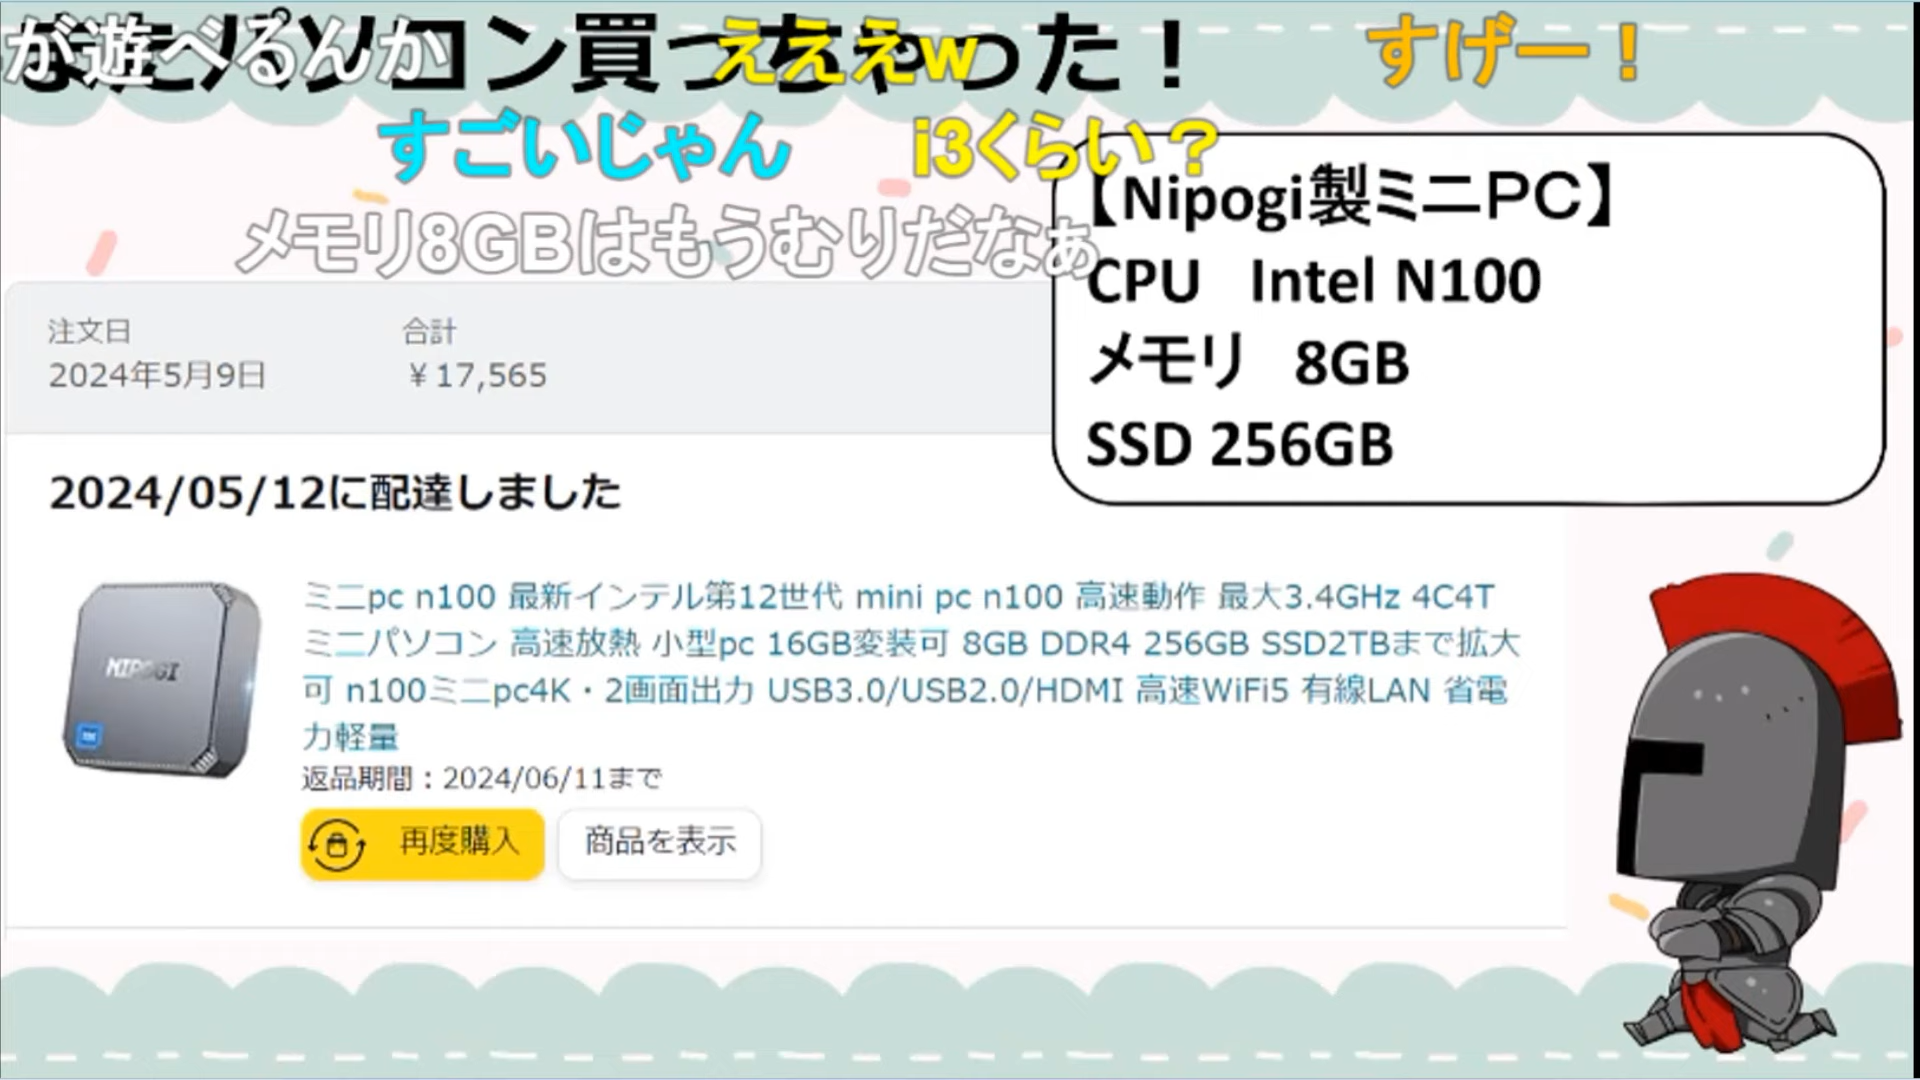 が遊べるんか
パソコン買っちゃった！
えええw
すげー！
すごいじゃん
i3くらい？
メモリ8GBはもうむりだなぁ
【Nipogi製ミニPC】
CPU Intel N100
メモリ 8GB
SSD 256GB
注文日 合計
2024年5月9日 ￥17,565
2024/05/12に配達しました
ミニpc n100 最新インテル第12世代 mini pc n100 高速動作 最大3.4GHz 4C4T
ミニパソコン 高速放熱 小型pc 16GB変装可 8GB DDR4 256GB SSD2TBまで拡大
可 n100ミニpc4K・2画面出力 USB3.0/USB2.0/HDMI 高速WiFi5 有線LAN 省電
力軽量
返品期間：2024/06/11まで
再度購入 商品を表示
NIPOGI